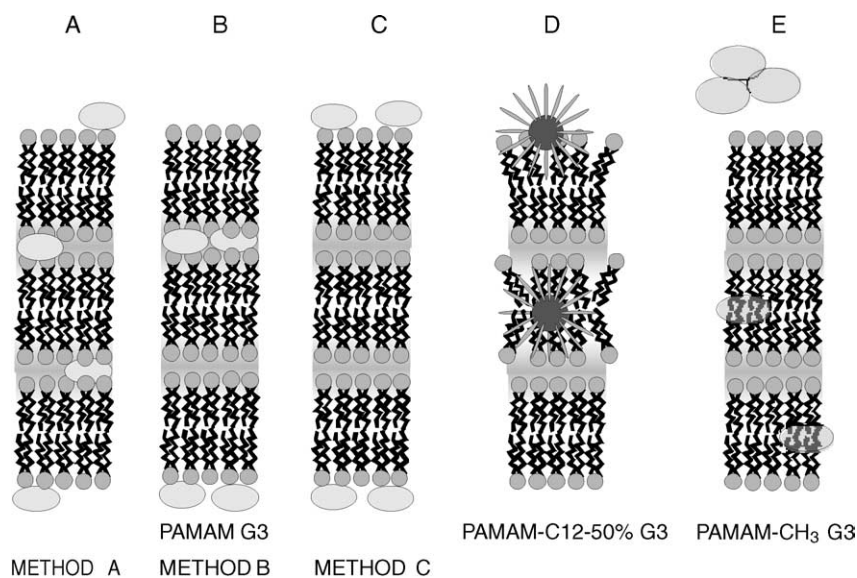 A B C D E
PAMAM G3 PAMAM-C12-50% G3 PAMAM-CH₃ G3
METHOD A METHOD B METHOD C